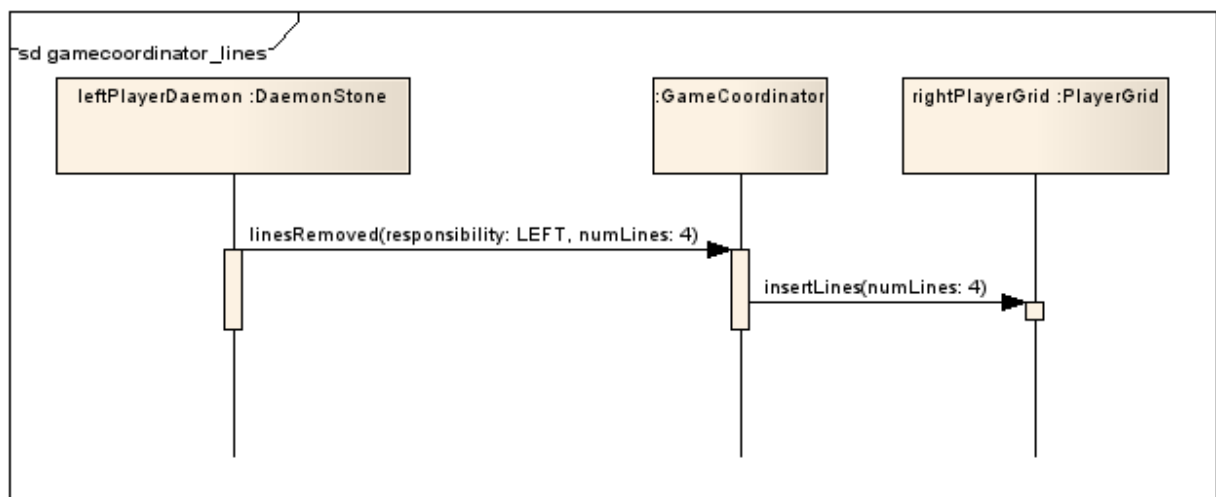 sd gamecoordinator_lines
leftPlayerDaemon :DaemonStone
:GameCoordinator
rightPlayerGrid :PlayerGrid
linesRemoved(responsibility: LEFT, numLines: 4)
insertLines(numLines: 4)